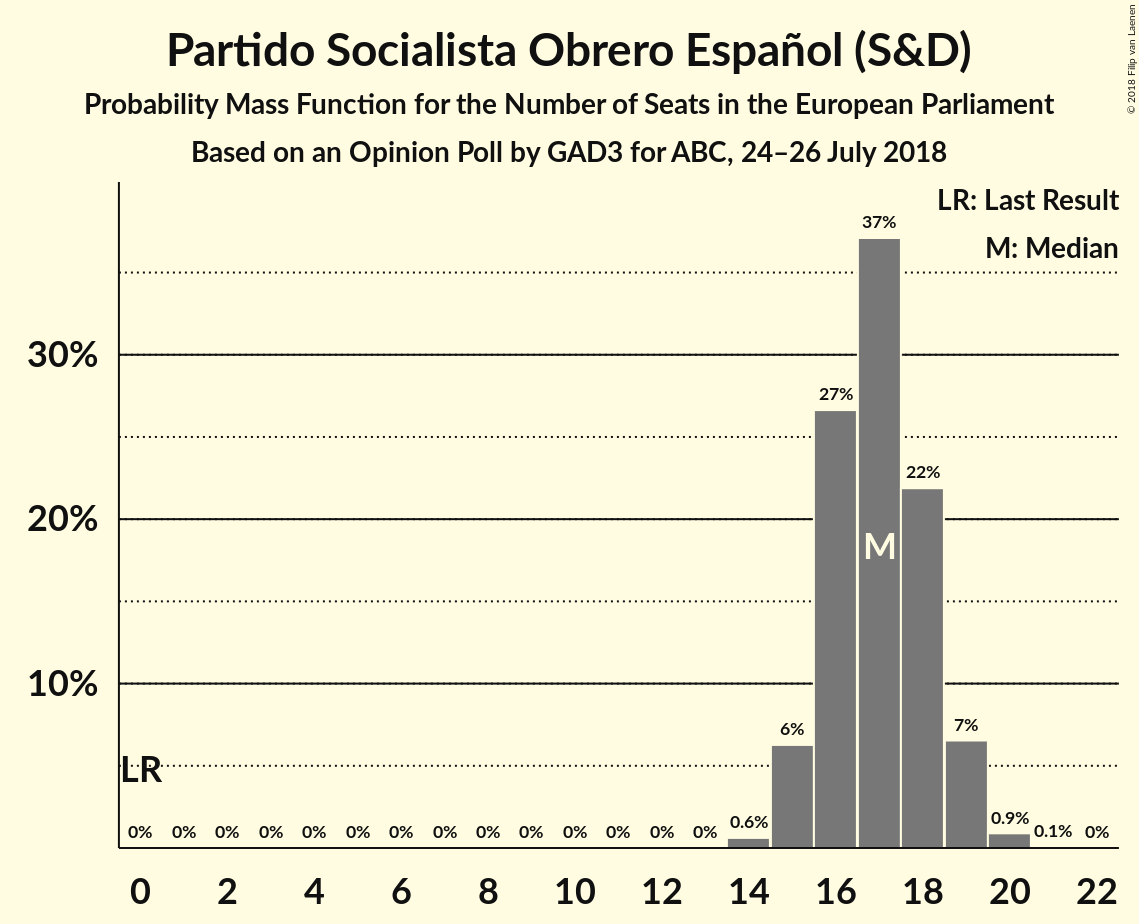 Partido Socialista Obrero Español (S&D)
Probability Mass Function for the Number of Seats in the European Parliament
Based on an Opinion Poll by GAD3 for ABC, 24–26 July 2018
© 2018 Filip van Laenen
LR: Last Result
M: Median
37%
30%
27%
22%
20%
M
10%
6%
7%
LR
0% 0% 0% 0% 0% 0% 0% 0% 0% 0% 0% 0% 0% 0% 0.6% 0.9% 0.1% 0%
0 2 4 6 8 10 12 14 16 18 20 22